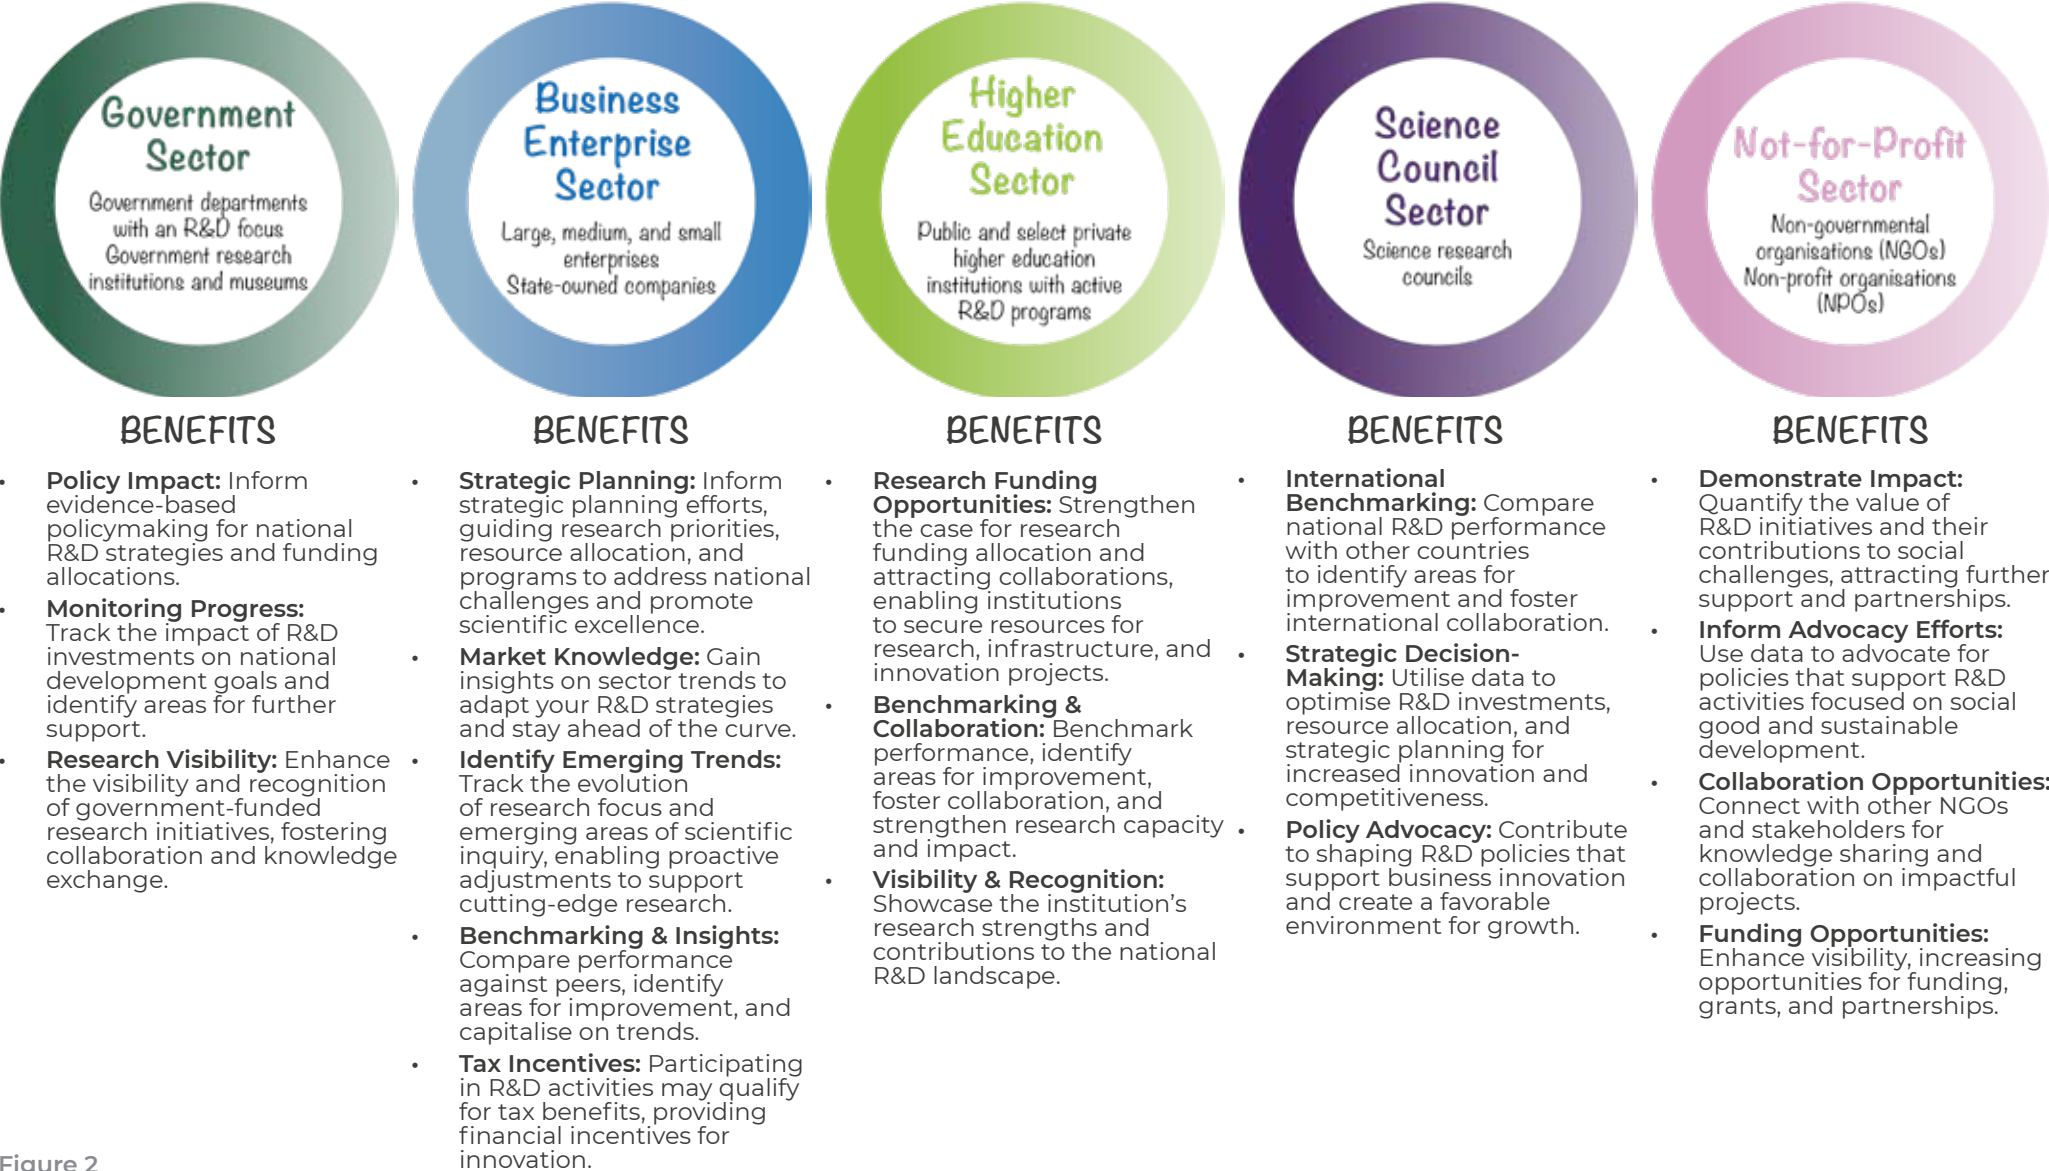 Government
Sector
Government departments
with an R&D focus
Government research
institutions and museums
BENEFITS
• Policy Impact: Inform
evidence-based
policymaking for national
R&D strategies and funding
allocations.
• Monitoring Progress:
Track the impact of R&D
investments on national
development goals and
identify areas for further
support.
• Research Visibility: Enhance
the visibility and recognition
of government-funded
research initiatives, fostering
collaboration and knowledge
exchange.
Business
Enterprise
Sector
Large, medium, and small
enterprises
State-owned companies
BENEFITS
• Strategic Planning: Inform
strategic planning efforts,
guiding research priorities,
resource allocation, and
programs to address national
challenges and promote
scientific excellence.
• Market Knowledge: Gain
insights on sector trends to
adapt your R&D strategies
and stay ahead of the curve.
• Identify Emerging Trends:
Track the evolution
of research focus and
emerging areas of scientific
inquiry, enabling proactive
adjustments to support
cutting-edge research.
• Benchmarking & Insights:
Compare performance
against peers, identify
areas for improvement, and
capitalise on trends.
• Tax Incentives: Participating
in R&D activities may qualify
for tax benefits, providing
financial incentives for
innovation.
Higher
Education
Sector
Public and select private
higher education
institutions with active
R&D programs
BENEFITS
• Research Funding
Opportunities: Strengthen
the case for research
funding allocation and
attracting collaborations,
enabling institutions
to secure resources for
research, infrastructure, and
innovation projects.
• Benchmarking &
Collaboration: Benchmark
performance, identify
areas for improvement,
foster collaboration, and
strengthen research capacity
and impact.
• Visibility & Recognition:
Showcase the institution's
research strengths and
contributions to the national
R&D landscape.
Science
Council
Sector
Science research
councils
BENEFITS
• International
Benchmarking: Compare
national R&D performance
with other countries
to identify areas for
improvement and foster
international collaboration.
• Strategic Decision-
Making: Utilise data to
optimise R&D investments,
resource allocation, and
strategic planning for
increased innovation and
competitiveness.
• Policy Advocacy: Contribute
to shaping R&D policies that
support business innovation
and create a favorable
environment for growth.
Not-for-Profit
Sector
Non-governmental
organisations (NGOs)
Non-profit organisations
(NPOs)
BENEFITS
• Demonstrate Impact:
Quantify the value of
R&D initiatives and their
contributions to social
challenges, attracting further
support and partnerships.
• Inform Advocacy Efforts:
Use data to advocate for
policies that support R&D
activities focused on social
good and sustainable
development.
• Collaboration Opportunities:
Connect with other NGOs
and stakeholders for
knowledge sharing and
collaboration on impactful
projects.
• Funding Opportunities:
Enhance visibility, increasing
opportunities for funding,
grants, and partnerships.
Figure 2